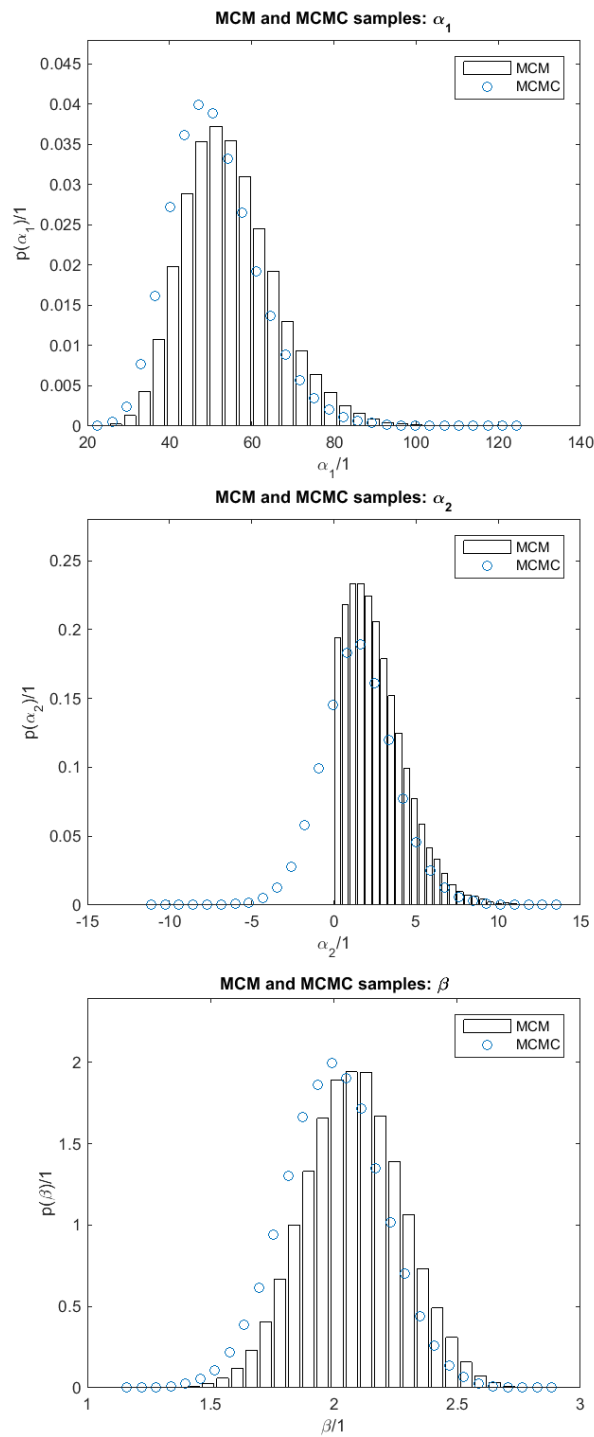 MCM and MCMC samples: α₁
MCM
MCMC
0.045
0.04
0.035
0.03
0.025
0.02
0.015
0.01
0.005
0
p(α₁)/1
20 40 60 80 100 120 140
α₁/1
MCM and MCMC samples: α₂
MCM
MCMC
0.25
0.2
0.15
0.1
0.05
0
p(α₂)/1
-15 -10 -5 0 5 10 15
α₂/1
MCM and MCMC samples: β
MCM
MCMC
2
1.5
1
0.5
0
p(β)/1
1 1.5 2 2.5 3
β/1